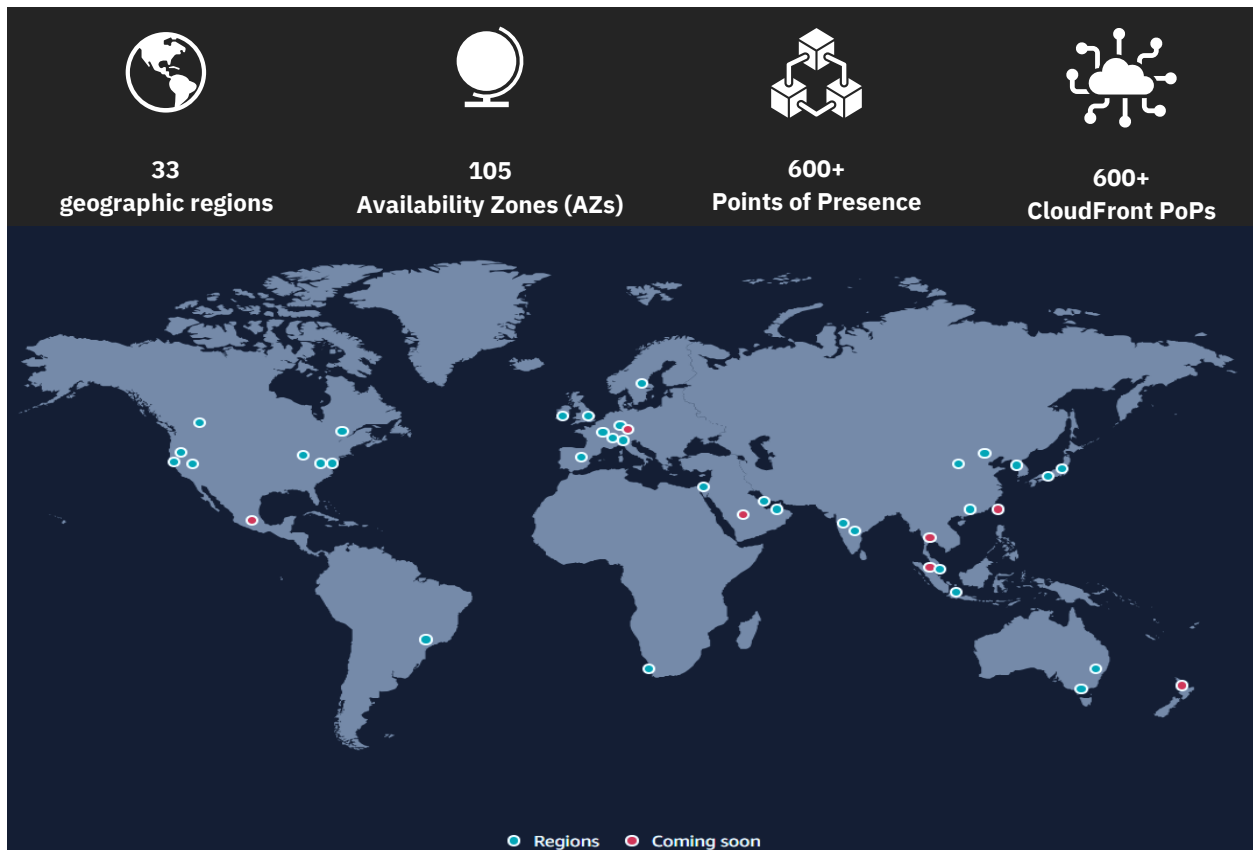 33
geographic regions
105
Availability Zones (AZs)
600+
Points of Presence
600+
CloudFront PoPs
Regions
Coming soon